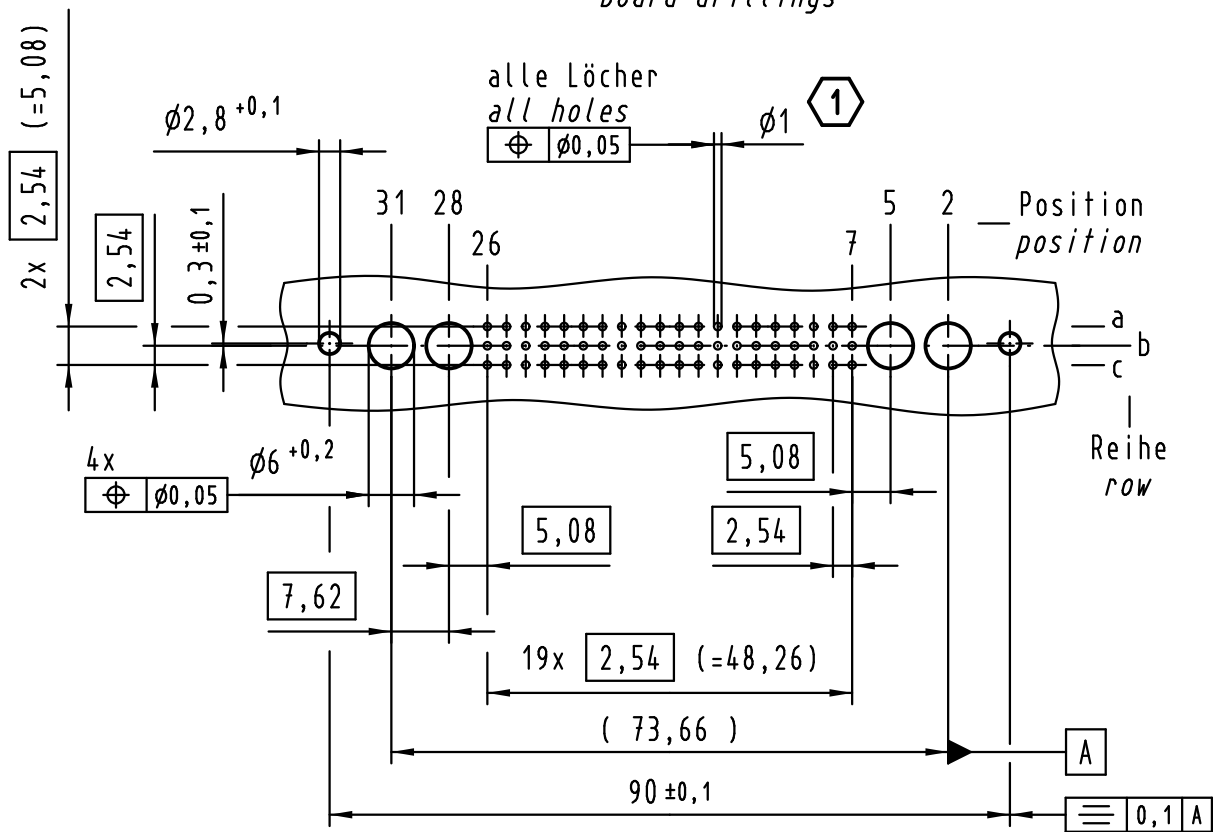 board drillings
alle Löcher
all holes
⌖ ø0,05
ø1
1
2x 2,54 (=5,08)
2,54
0,3±0,1
ø2,8 +0,1
31 28 5 2
26 7
Position
position
a
b
c
Reihe
row
4x
⌖ ø0,05
ø6 +0,2
5,08
5,08
2,54
7,62
19x 2,54 (=48,26)
( 73,66 )
A
90 ±0,1
⌯ 0,1 A